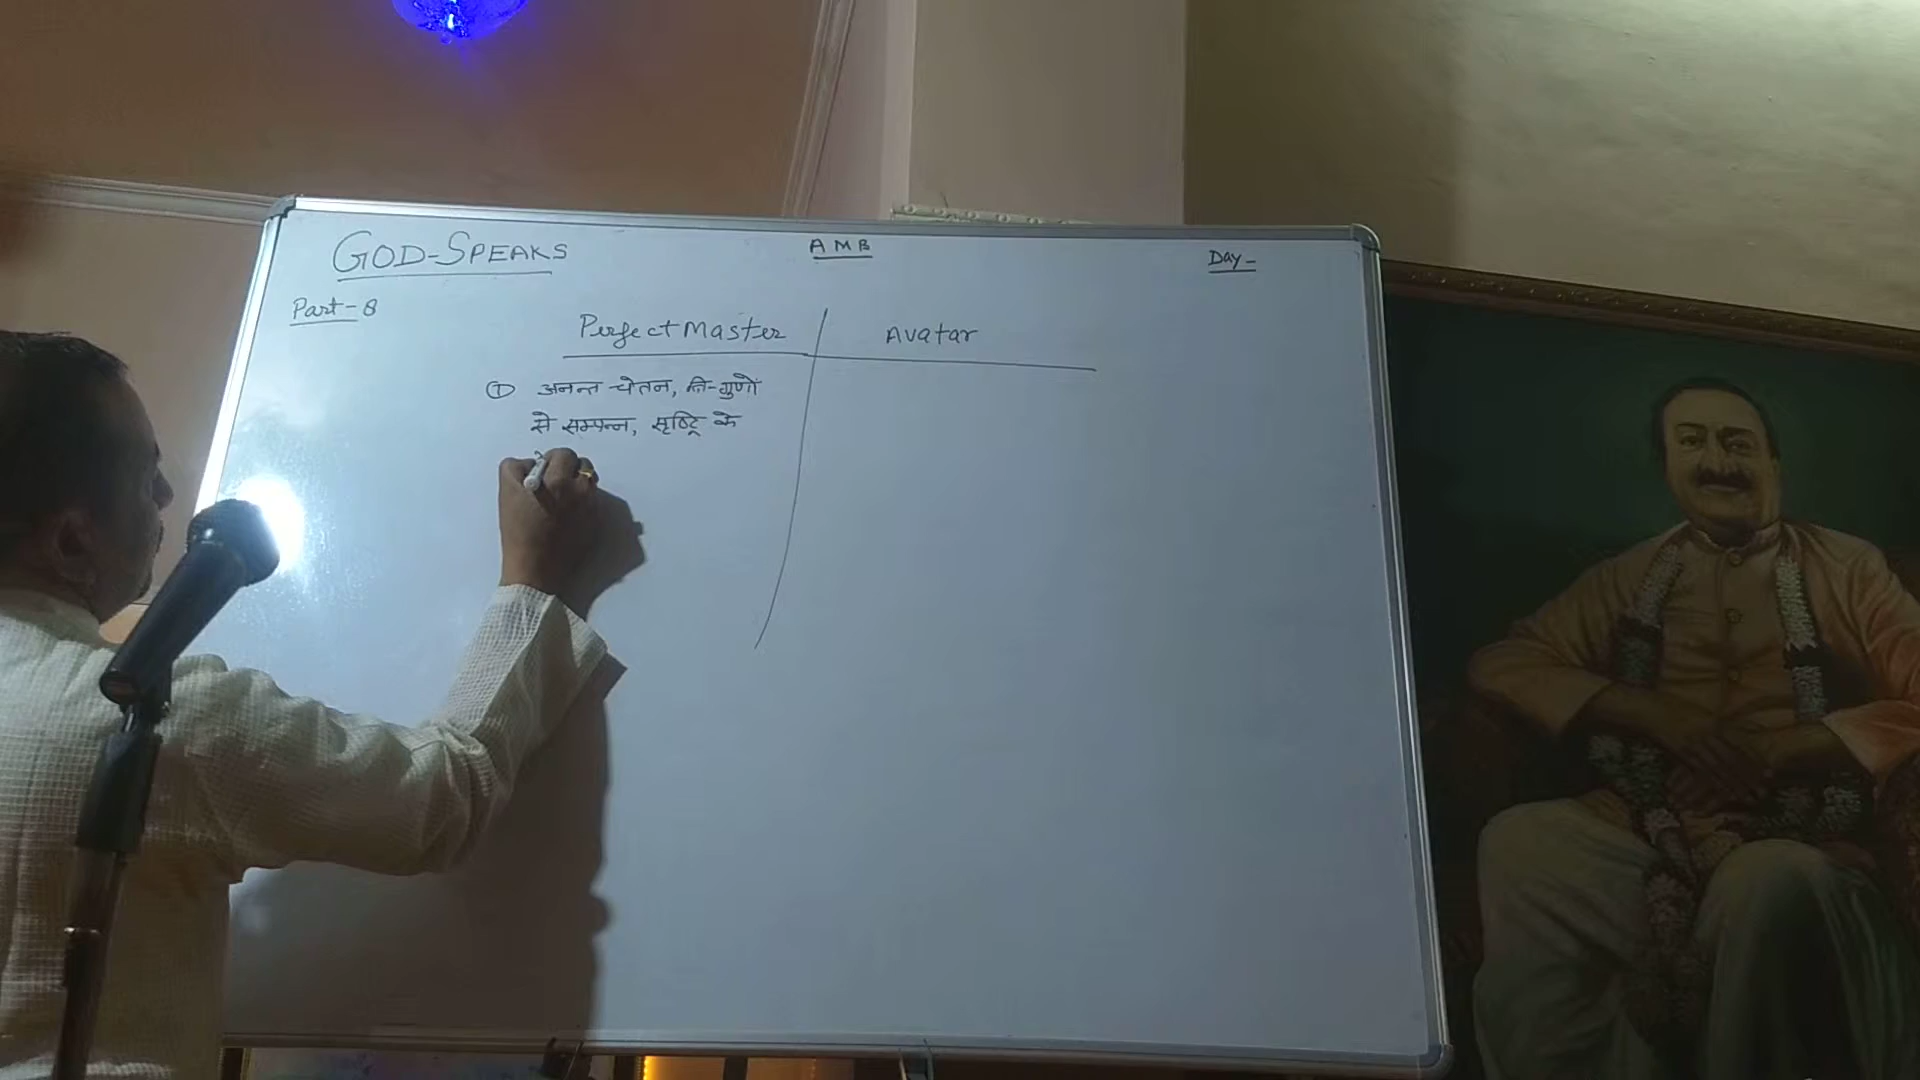 GOD-SPEAKS
AMB
Day-
Part-8
Perfect Master
Avatar
① अनन्त चेतन, त्रि-गुणों
से सम्पन्न, सृष्टि के